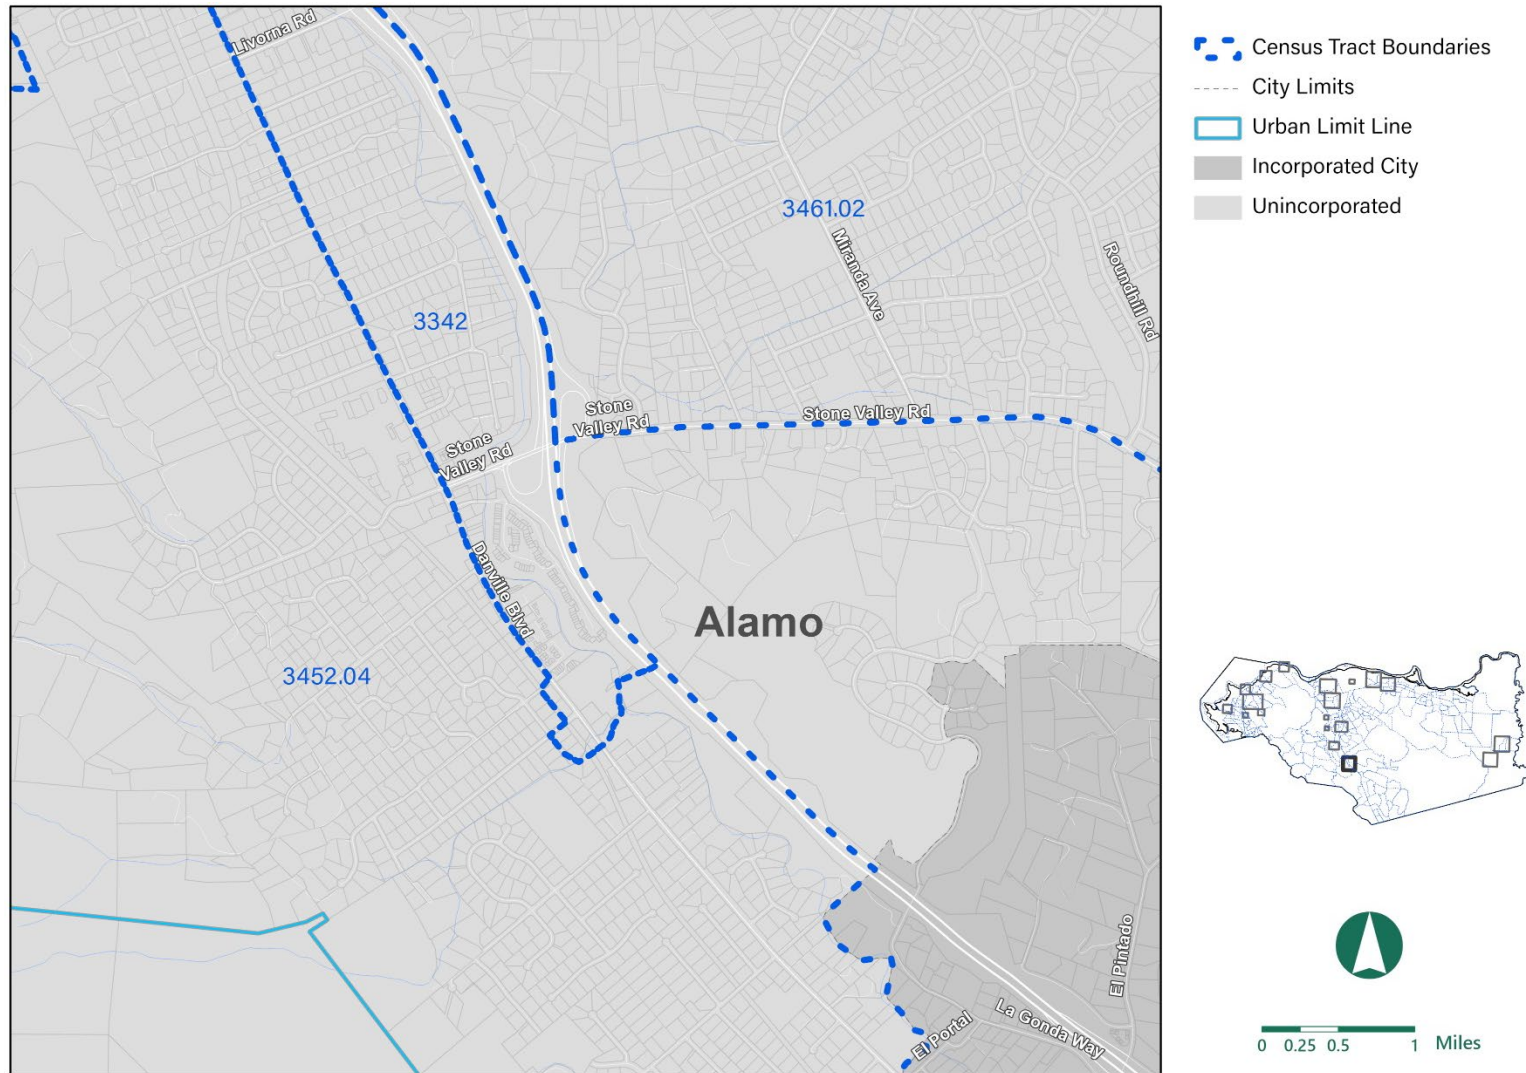 Livorna Rd
3461.02
Miranda Ave
Roundhill Rd
3342
Stone
Valley Rd
Stone Valley Rd
Stone
Valley Rd
Danville Blvd
Alamo
3452.04
El Pintado
La Gonda Way
El Portal
Census Tract Boundaries
City Limits
Urban Limit Line
Incorporated City
Unincorporated
0 0.25 0.5 1 Miles